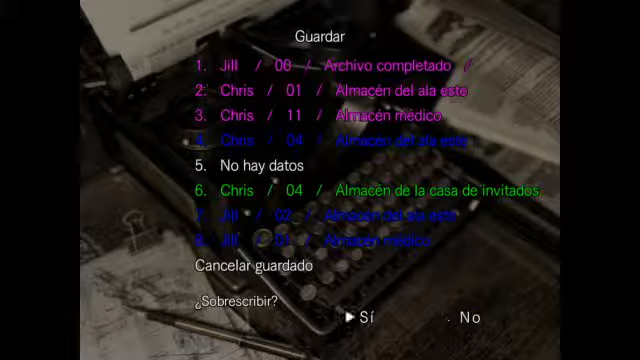 Guardar
1. Jill / 00 / Archivo completado /
2. Chris / 01 / Almacén del ala este
3. Chris / 11 / Almacén médico
4. Chris / 04 / Almacén del ala este
5. No hay datos
6. Chris / 04 / Almacén de la casa de invitados
7. Jill / 02 / Almacén del ala este
8. Jill / 01 / Almacén médico
Cancelar guardado
¿Sobrescribir?
Sí No